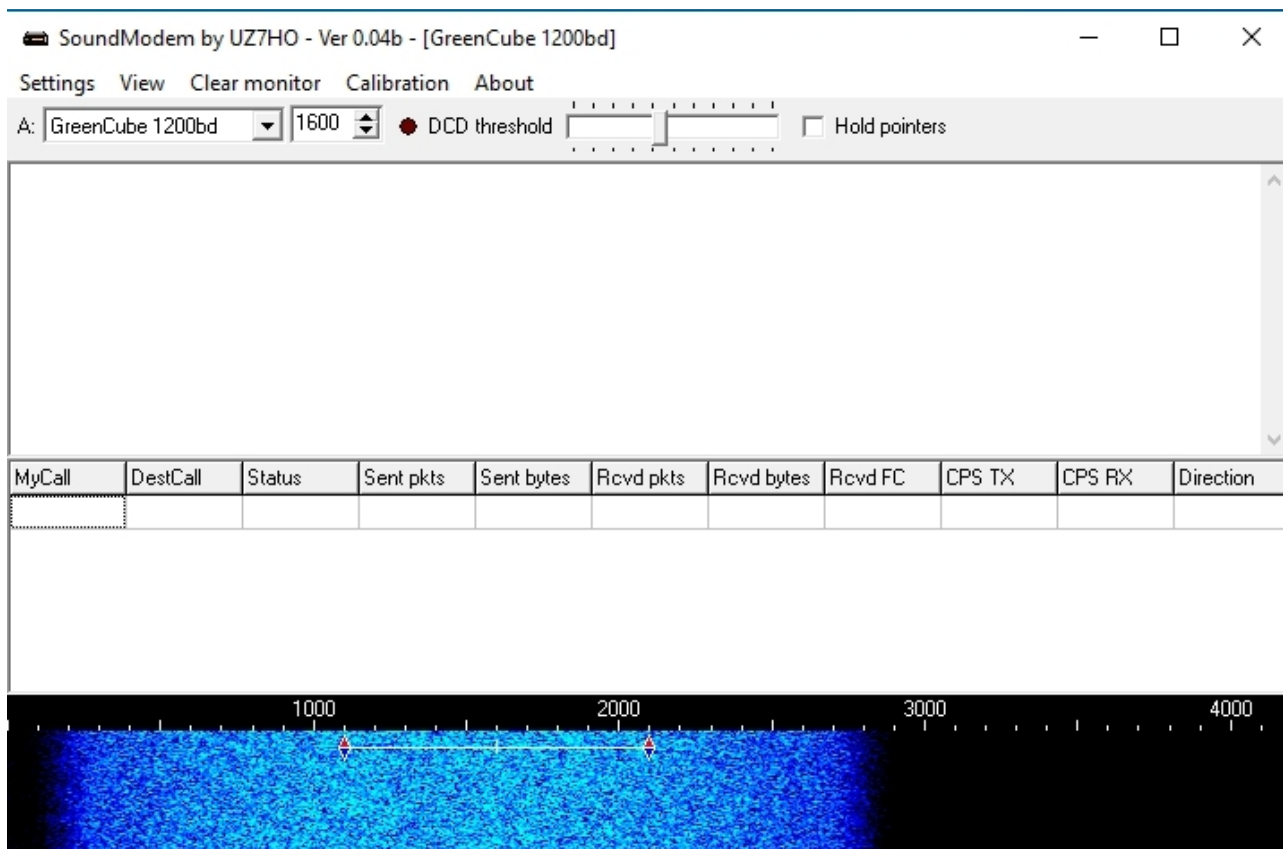 SoundModem by UZ7HO - Ver 0.04b - [GreenCube 1200bd]
Settings View Clear monitor Calibration About
A: GreenCube 1200bd 1600 DCD threshold Hold pointers
MyCall DestCall Status Sent pkts Sent bytes Rcvd pkts Rcvd bytes Rcvd FC CPS TX CPS RX Direction
1000 2000 3000 4000